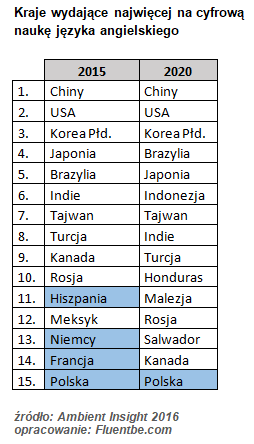 Kraje wydające najwięcej na cyfrową
naukę języka angielskiego
2015 2020
1. Chiny Chiny
2. USA USA
3. Korea Płd. Korea Płd.
4. Japonia Brazylia
5. Brazylia Japonia
6. Indie Indonezja
7. Tajwan Tajwan
8. Turcja Indie
9. Kanada Turcja
10. Rosja Honduras
11. Hiszpania Malezja
12. Meksyk Rosja
13. Niemcy Salwador
14. Francja Kanada
15. Polska Polska
źródło: Ambient Insight 2016
opracowanie: Fluentbe.com